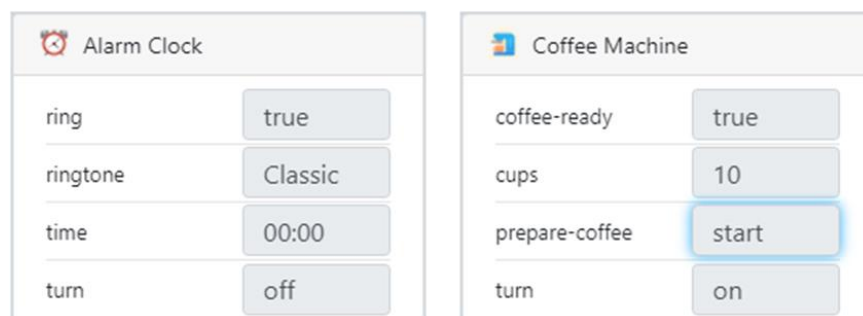 Alarm Clock
ring true
ringtone Classic
time 00:00
turn off
Coffee Machine
coffee-ready true
cups 10
prepare-coffee start
turn on